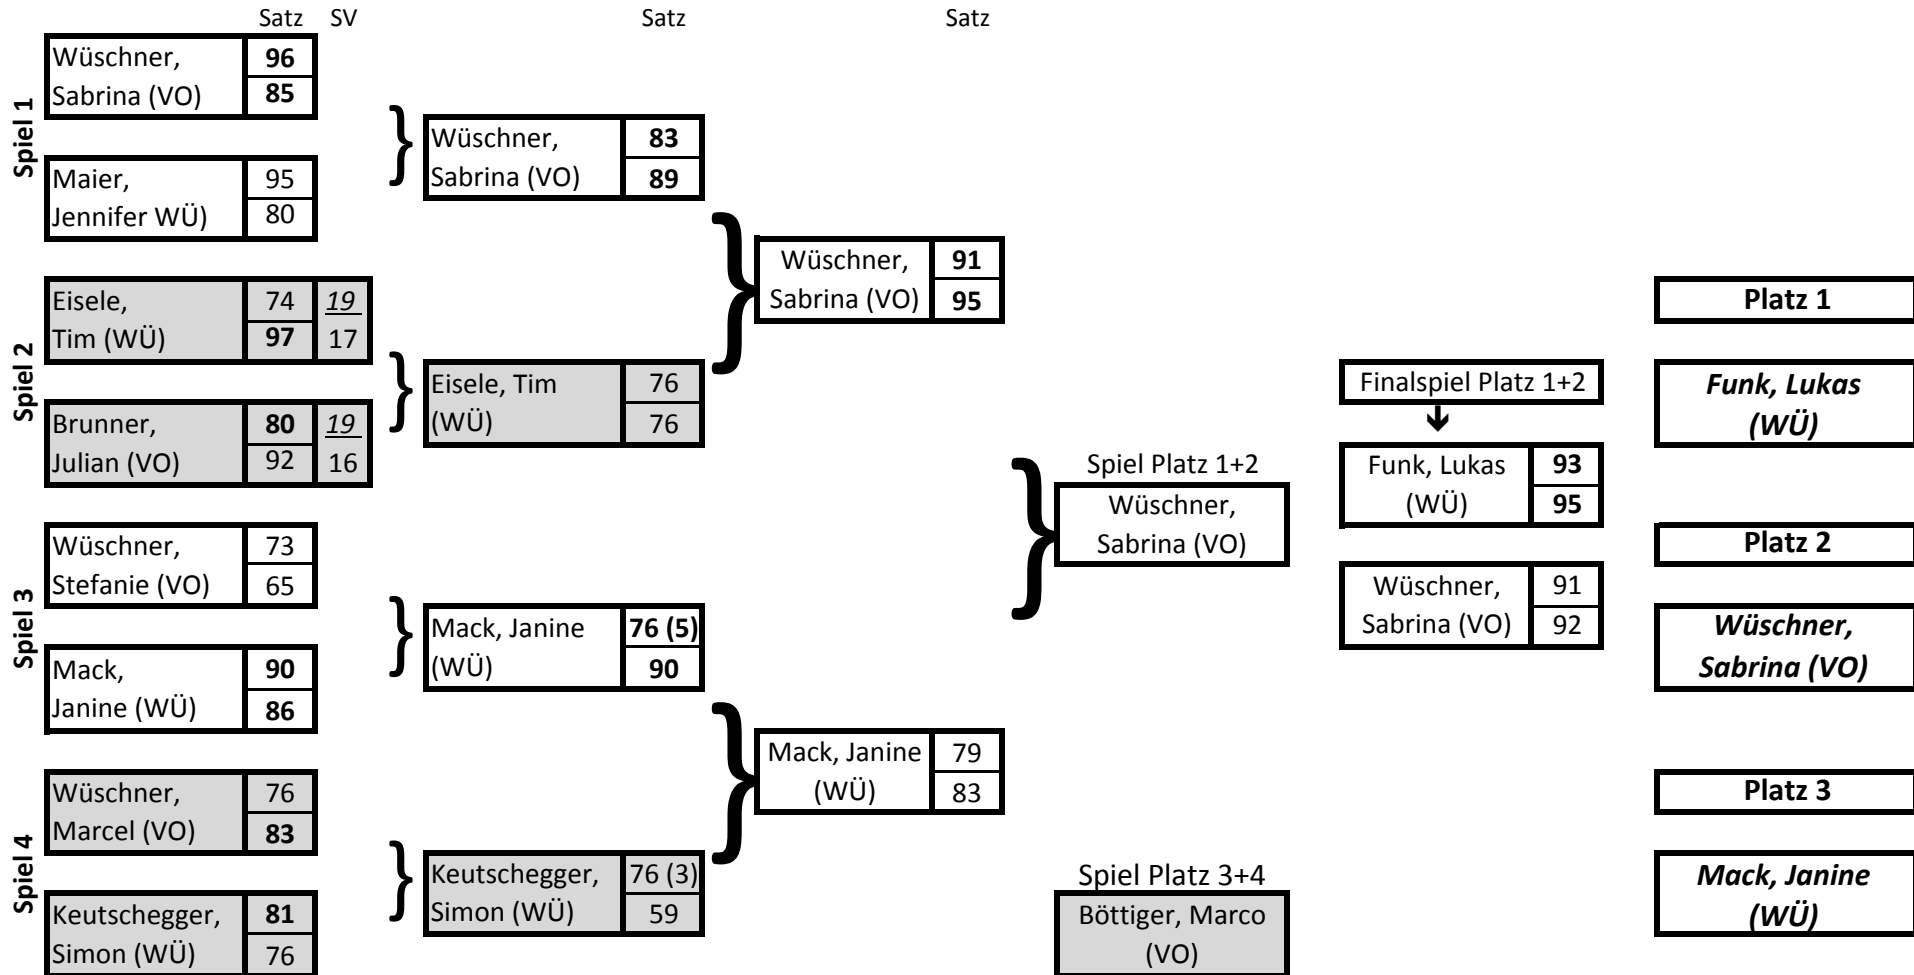 Satz SV Satz Satz
Spiel 1
Wüschner, 96
Sabrina (VO) 85
Maier, 95
Jennifer WÜ) 80
} Wüschner, 83
Sabrina (VO) 89
Spiel 2
Eisele, 74 19
Tim (WÜ) 97 17
Brunner, 80 19
Julian (VO) 92 16
} Eisele, Tim 76
(WÜ) 76
} Wüschner, 91
Sabrina (VO) 95
Spiel 3
Wüschner, 73
Stefanie (VO) 65
Mack, 90
Janine (WÜ) 86
} Mack, Janine 76 (5)
(WÜ) 90
Spiel 4
Wüschner, 76
Marcel (VO) 83
Keutschegger, 81
Simon (WÜ) 76
} Keutschegger, 76 (3)
Simon (WÜ) 59
} Mack, Janine 79
(WÜ) 83
} Spiel Platz 1+2
Wüschner,
Sabrina (VO)
Spiel Platz 3+4
Böttiger, Marco
(VO)
Finalspiel Platz 1+2
↓
Funk, Lukas 93
(WÜ) 95
Wüschner, 91
Sabrina (VO) 92
Platz 1
Funk, Lukas
(WÜ)
Platz 2
Wüschner,
Sabrina (VO)
Platz 3
Mack, Janine
(WÜ)